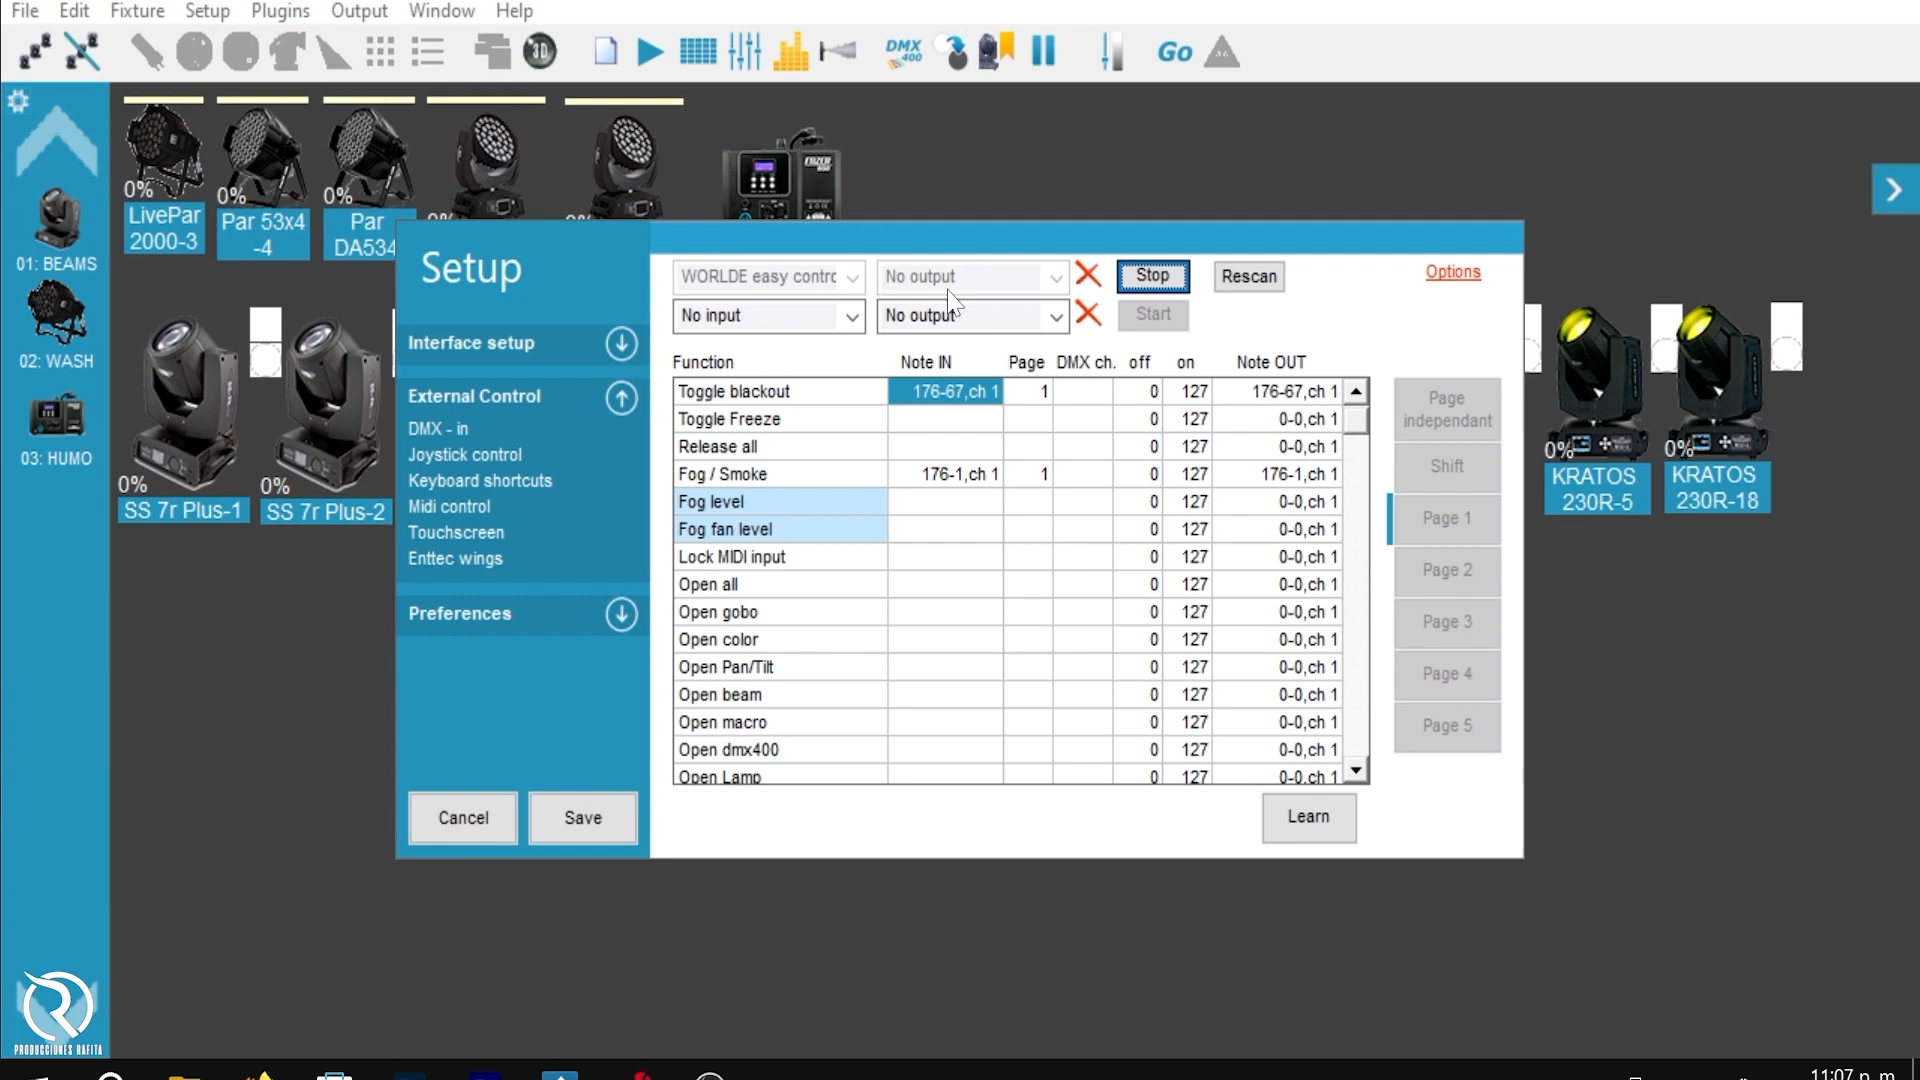 File Edit Fixture Setup Plugins Output Window Help
3D
DMX 400
Go
0%
0%
0%
LivePar 2000-3
Par 53x4 -4
Par DA534
01: BEAMS
02: WASH
03: HUMO
0%
0%
SS 7r Plus-1
SS 7r Plus-2
0%
0%
KRATOS 230R-5
KRATOS 230R-18
Setup
Interface setup
External Control
DMX - in
Joystick control
Keyboard shortcuts
Midi control
Touchscreen
Enttec wings
Preferences
Cancel
Save
WORLDE easy contrc No output Stop Rescan Options
No input No output Start
Function Note IN Page DMX ch. off on Note OUT
Toggle blackout 176-67,ch 1 1 0 127 176-67,ch 1
Toggle Freeze 0 127 0-0,ch 1
Release all 0 127 0-0,ch 1
Fog / Smoke 176-1,ch 1 1 0 127 176-1,ch 1
Fog level 0 127 0-0,ch 1
Fog fan level 0 127 0-0,ch 1
Lock MIDI input 0 127 0-0,ch 1
Open all 0 127 0-0,ch 1
Open gobo 0 127 0-0,ch 1
Open color 0 127 0-0,ch 1
Open Pan/Tilt 0 127 0-0,ch 1
Open beam 0 127 0-0,ch 1
Open macro 0 127 0-0,ch 1
Open dmx400 0 127 0-0,ch 1
Open Lamp 0 127 0-0,ch 1
Page independant
Shift
Page 1
Page 2
Page 3
Page 4
Page 5
Learn
PRODUCCIONES RAFITA
11:07 p. m.